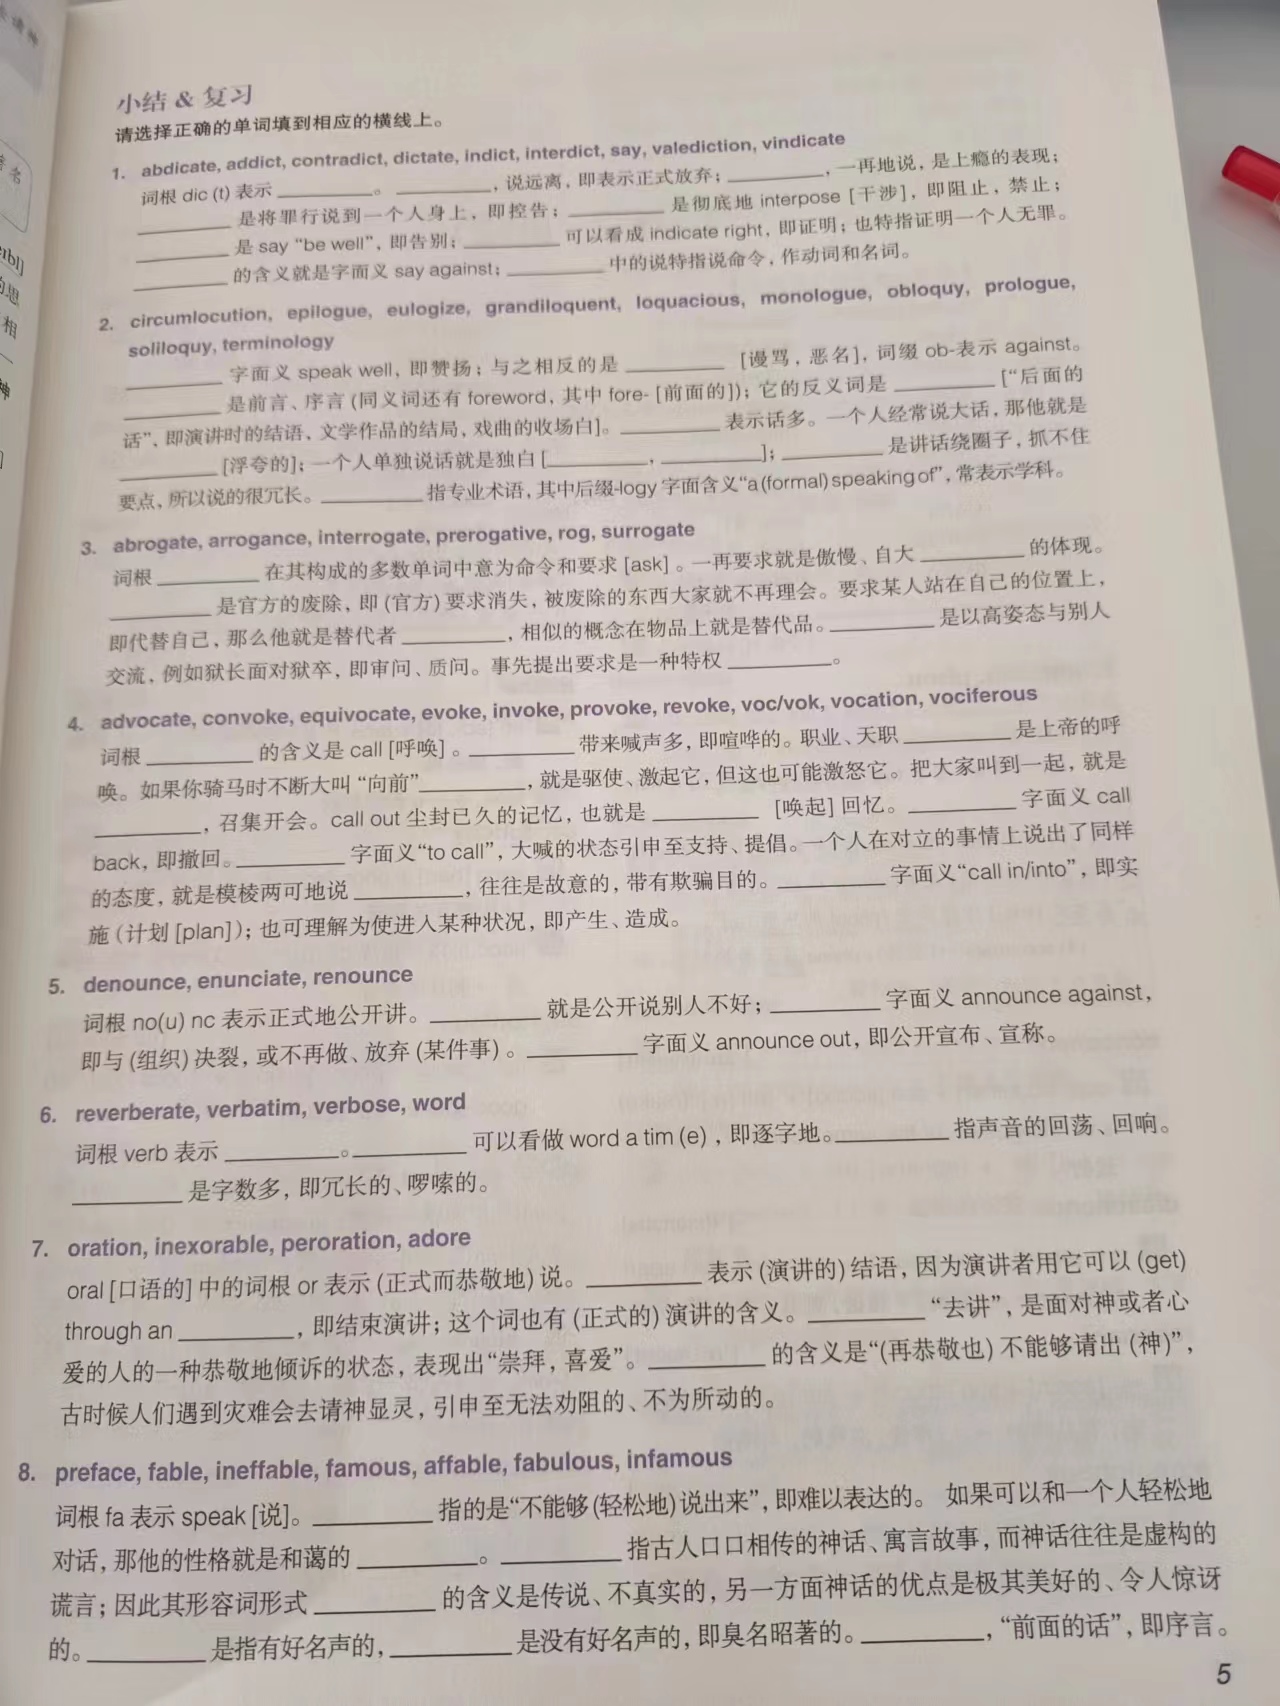 小结 & 复习
请选择正确的单词填到相应的横线上。
1. abdicate, addict, contradict, dictate, indict, interdict, say, valediction, vindicate
词根 dic (t) 表示 ________。 ________, 说远离, 即表示正式放弃; ________, 一再地说, 是上瘾的表现;
________ 是将罪行说到一个人身上, 即控告; ________ 是彻底地 interpose [干涉], 即阻止, 禁止;
________ 是 say “be well”, 即告别; ________ 可以看成 indicate right, 即证明; 也特指证明一个人无罪。
________ 的含义就是字面义 say against; ________ 中的说特指说命令, 作动词和名词。
2. circumlocution, epilogue, eulogize, grandiloquent, loquacious, monologue, obloquy, prologue,
soliloquy, terminology
________ 字面义 speak well, 即赞扬; 与之相反的是 ________ [谩骂, 恶名], 词缀 ob-表示 against。
________ 是前言、序言 (同义词还有 foreword, 其中 fore- [前面的]); 它的反义词是 ________ [“后面的
话”, 即演讲时的结语, 文学作品的结局, 戏曲的收场白]。________ 表示话多。一个人经常说大话, 那他就是
________ [浮夸的]; 一个人单独说话就是独白 [________, ________]; ________ 是讲话绕圈子, 抓不住
要点, 所以说的很冗长。________ 指专业术语, 其中后缀-logy 字面含义“a (formal) speaking of”, 常表示学科。
3. abrogate, arrogance, interrogate, prerogative, rog, surrogate
词根 ________ 在其构成的多数单词中意为命令和要求 [ask] 。一再要求就是傲慢、自大 ________ 的体现。
________ 是官方的废除, 即 (官方) 要求消失, 被废除的东西大家就不再理会。要求某人站在自己的位置上,
即代替自己, 那么他就是替代者 ________, 相似的概念在物品上就是替代品。________ 是以高姿态与别人
交流, 例如狱长面对狱卒, 即审问、质问。事先提出要求是一种特权 ________。
4. advocate, convoke, equivocate, evoke, invoke, provoke, revoke, voc/vok, vocation, vociferous
词根 ________ 的含义是 call [呼唤] 。________ 带来喊声多, 即喧哗的。职业、天职 ________ 是上帝的呼
唤。如果你骑马时不断大叫 “向前”________, 就是驱使、激起它, 但这也可能激怒它。把大家叫到一起, 就是
________, 召集开会。call out 尘封已久的记忆, 也就是 ________ [唤起] 回忆。________ 字面义 call
back, 即撤回。________ 字面义“to call”, 大喊的状态引申至支持、提倡。一个人在对立的事情上说出了同样
的态度, 就是模棱两可地说 ________, 往往是故意的, 带有欺骗目的。________ 字面义“call in/into”, 即实
施 (计划 [plan]); 也可理解为使进入某种状况, 即产生、造成。
5. denounce, enunciate, renounce
词根 no(u) nc 表示正式地公开讲。________ 就是公开说别人不好; ________ 字面义 announce against,
即与 (组织) 决裂, 或不再做、放弃 (某件事) 。________ 字面义 announce out, 即公开宣布、宣称。
6. reverberate, verbatim, verbose, word
词根 verb 表示 ________。________ 可以看做 word a tim (e) , 即逐字地。________ 指声音的回荡、回响。
________ 是字数多, 即冗长的、啰嗦的。
7. oration, inexorable, peroration, adore
oral [口语的] 中的词根 or 表示 (正式而恭敬地) 说。________ 表示 (演讲的) 结语, 因为演讲者用它可以 (get)
through an ________, 即结束演讲; 这个词也有 (正式的) 演讲的含义。________ “去讲”, 是面对神或者心
爱的人的一种恭敬地倾诉的状态, 表现出“崇拜, 喜爱”。________ 的含义是“(再恭敬也) 不能够请出 (神)”,
古时候人们遇到灾难会去请神显灵, 引申至无法劝阻的、不为所动的。
8. preface, fable, ineffable, famous, affable, fabulous, infamous
词根 fa 表示 speak [说]。________ 指的是“不能够 (轻松地) 说出来”, 即难以表达的。 如果可以和一个人轻松地
对话, 那他的性格就是和蔼的 ________。________ 指古人口口相传的神话、寓言故事, 而神话往往是虚构的
谎言; 因此其形容词形式 ________ 的含义是传说、不真实的, 另一方面神话的优点是极其美好的、令人惊讶
的。________ 是指有好名声的, ________ 是没有好名声的, 即臭名昭著的。________, “前面的话”, 即序言。
5